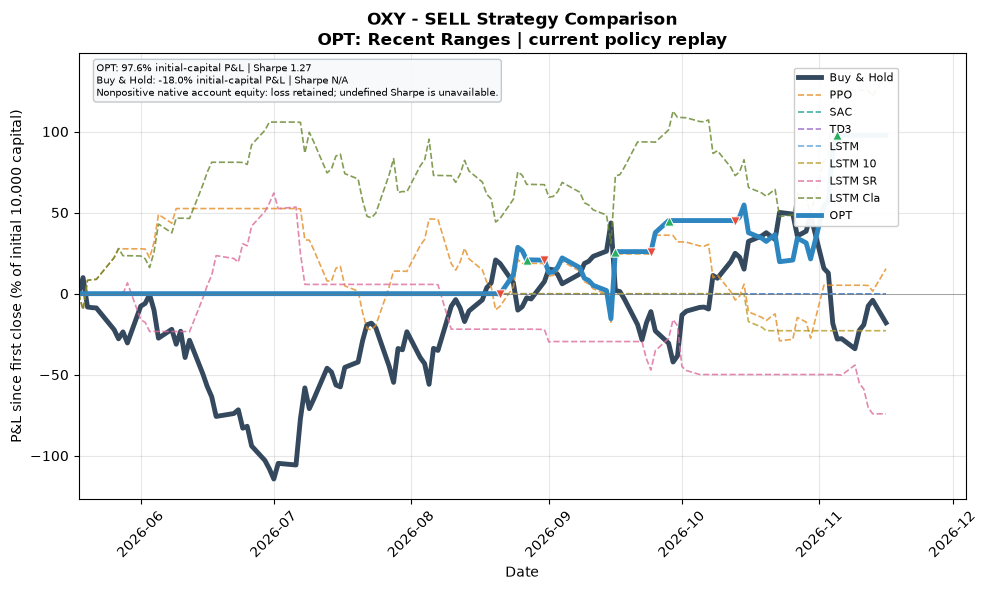 OXY - SELL Strategy Comparison
OPT: Recent Ranges | current policy replay
OPT: 97.6% initial-capital P&L | Sharpe 1.27
Buy & Hold: -18.0% initial-capital P&L | Sharpe N/A
Nonpositive native account equity: loss retained; undefined Sharpe is unavailable.
Buy & Hold
PPO
SAC
TD3
LSTM
LSTM 10
LSTM SR
LSTM Cla
OPT
P&L since first close (% of initial 10,000 capital)
100
50
0
−50
−100
2026-06
2026-07
2026-08
2026-09
2026-10
2026-11
2026-12
Date